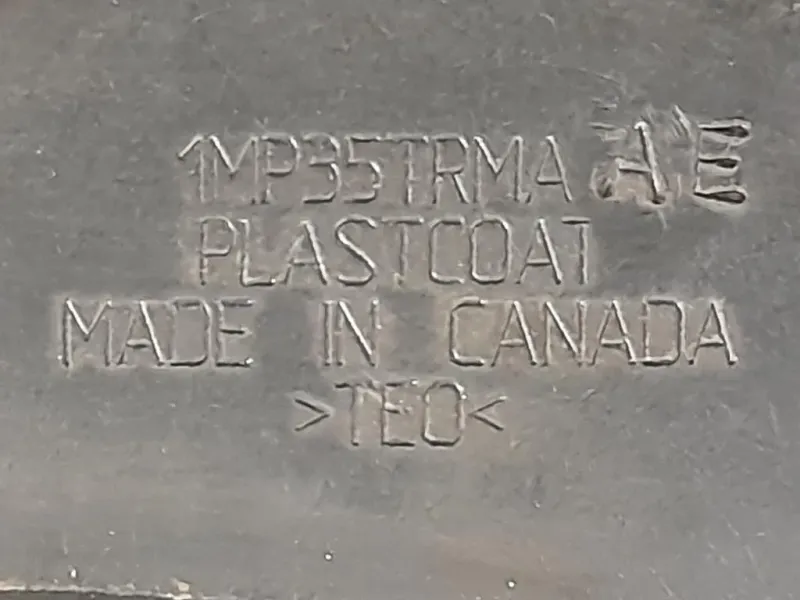 1MP35TRMA AE
PLASTCOAT
MADE IN CANADA
>TEO<